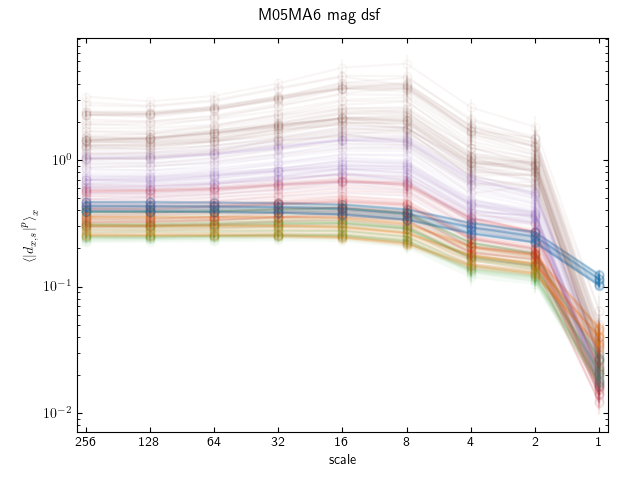 M05MA6 mag dsf
⟨|d_{x,s}|^p⟩_x
10^0
10^{-1}
10^{-2}
256 128 64 32 16 8 4 2 1
scale